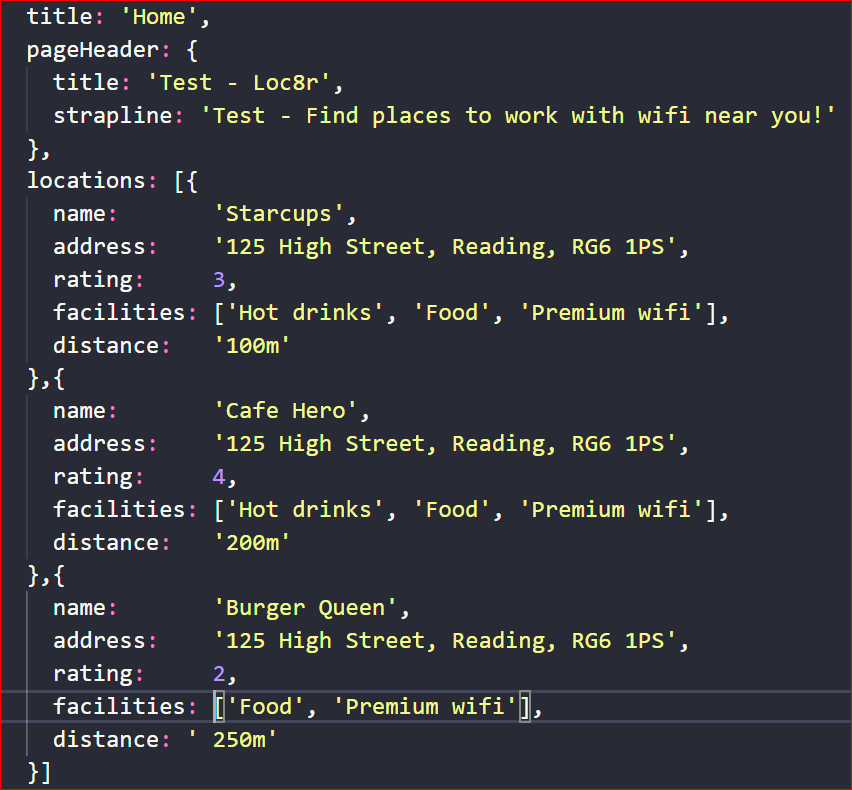 title: 'Home',
pageHeader: {
  title: 'Test - Loc8r',
  strapline: 'Test - Find places to work with wifi near you!'
},
locations: [{
  name:       'Starcups',
  address:    '125 High Street, Reading, RG6 1PS',
  rating:     3,
  facilities: ['Hot drinks', 'Food', 'Premium wifi'],
  distance:   '100m'
},{
  name:       'Cafe Hero',
  address:    '125 High Street, Reading, RG6 1PS',
  rating:     4,
  facilities: ['Hot drinks', 'Food', 'Premium wifi'],
  distance:   '200m'
},{
  name:       'Burger Queen',
  address:    '125 High Street, Reading, RG6 1PS',
  rating:     2,
  facilities: ['Food', 'Premium wifi'],
  distance: ' 250m'
}]